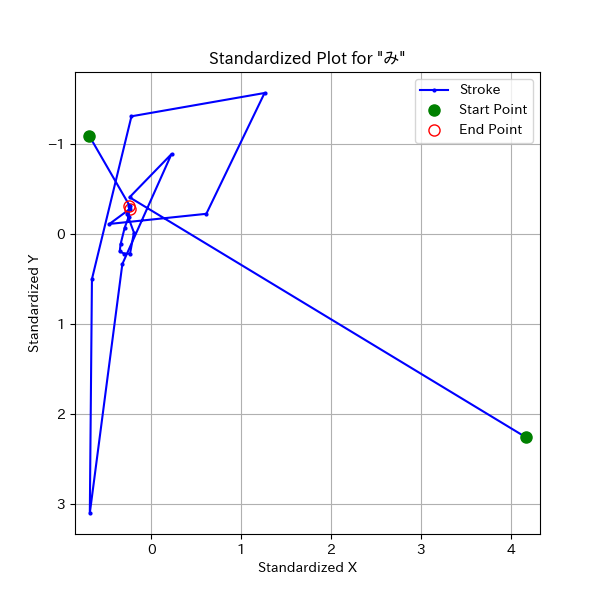 Standardized Plot for "み"
Stroke
Start Point
End Point
Standardized Y
−1
0
1
2
3
0 1 2 3 4
Standardized X